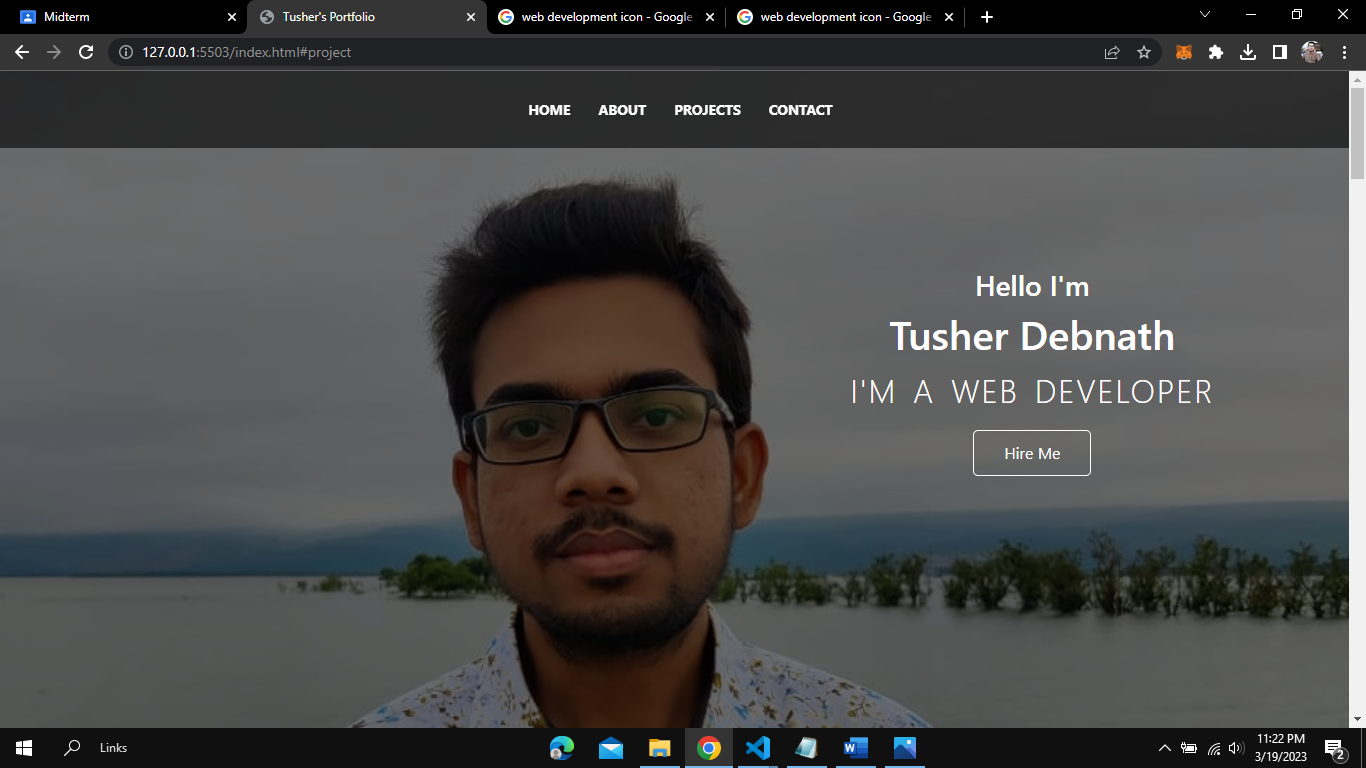 Midterm
Tusher's Portfolio
web development icon - Google
web development icon - Google
127.0.0.1:5503/index.html#project
HOME
ABOUT
PROJECTS
CONTACT
Hello I'm
Tusher Debnath
I'M A WEB DEVELOPER
Hire Me
Links
11:22 PM
3/19/2023
2